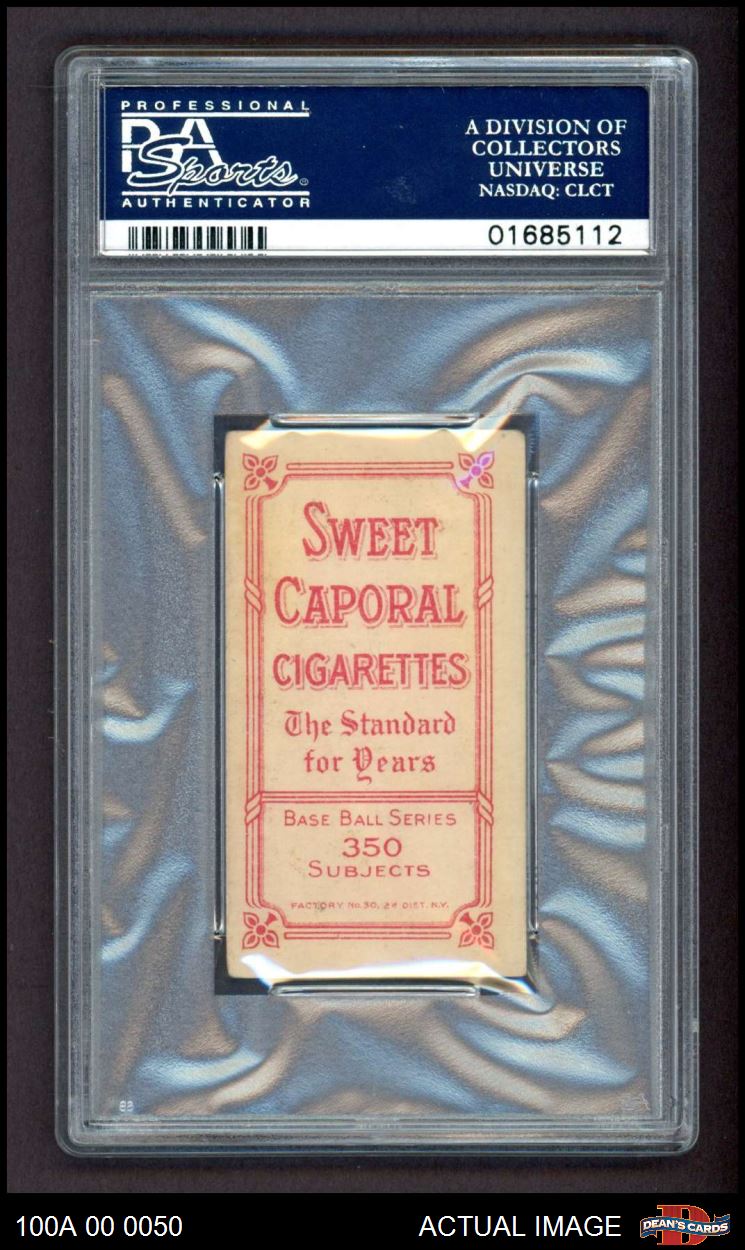 PROFESSIONAL
PSA
Sports
AUTHENTICATOR
A DIVISION OF
COLLECTORS
UNIVERSE
NASDAQ: CLCT
01685112
SWEET
CAPORAL
CIGARETTES
The Standard
for Years
BASE BALL SERIES
350
SUBJECTS
FACTORY No. 30, 2d DIST. N.Y.
100A 00 0050
ACTUAL IMAGE
D
DEAN'S CARDS